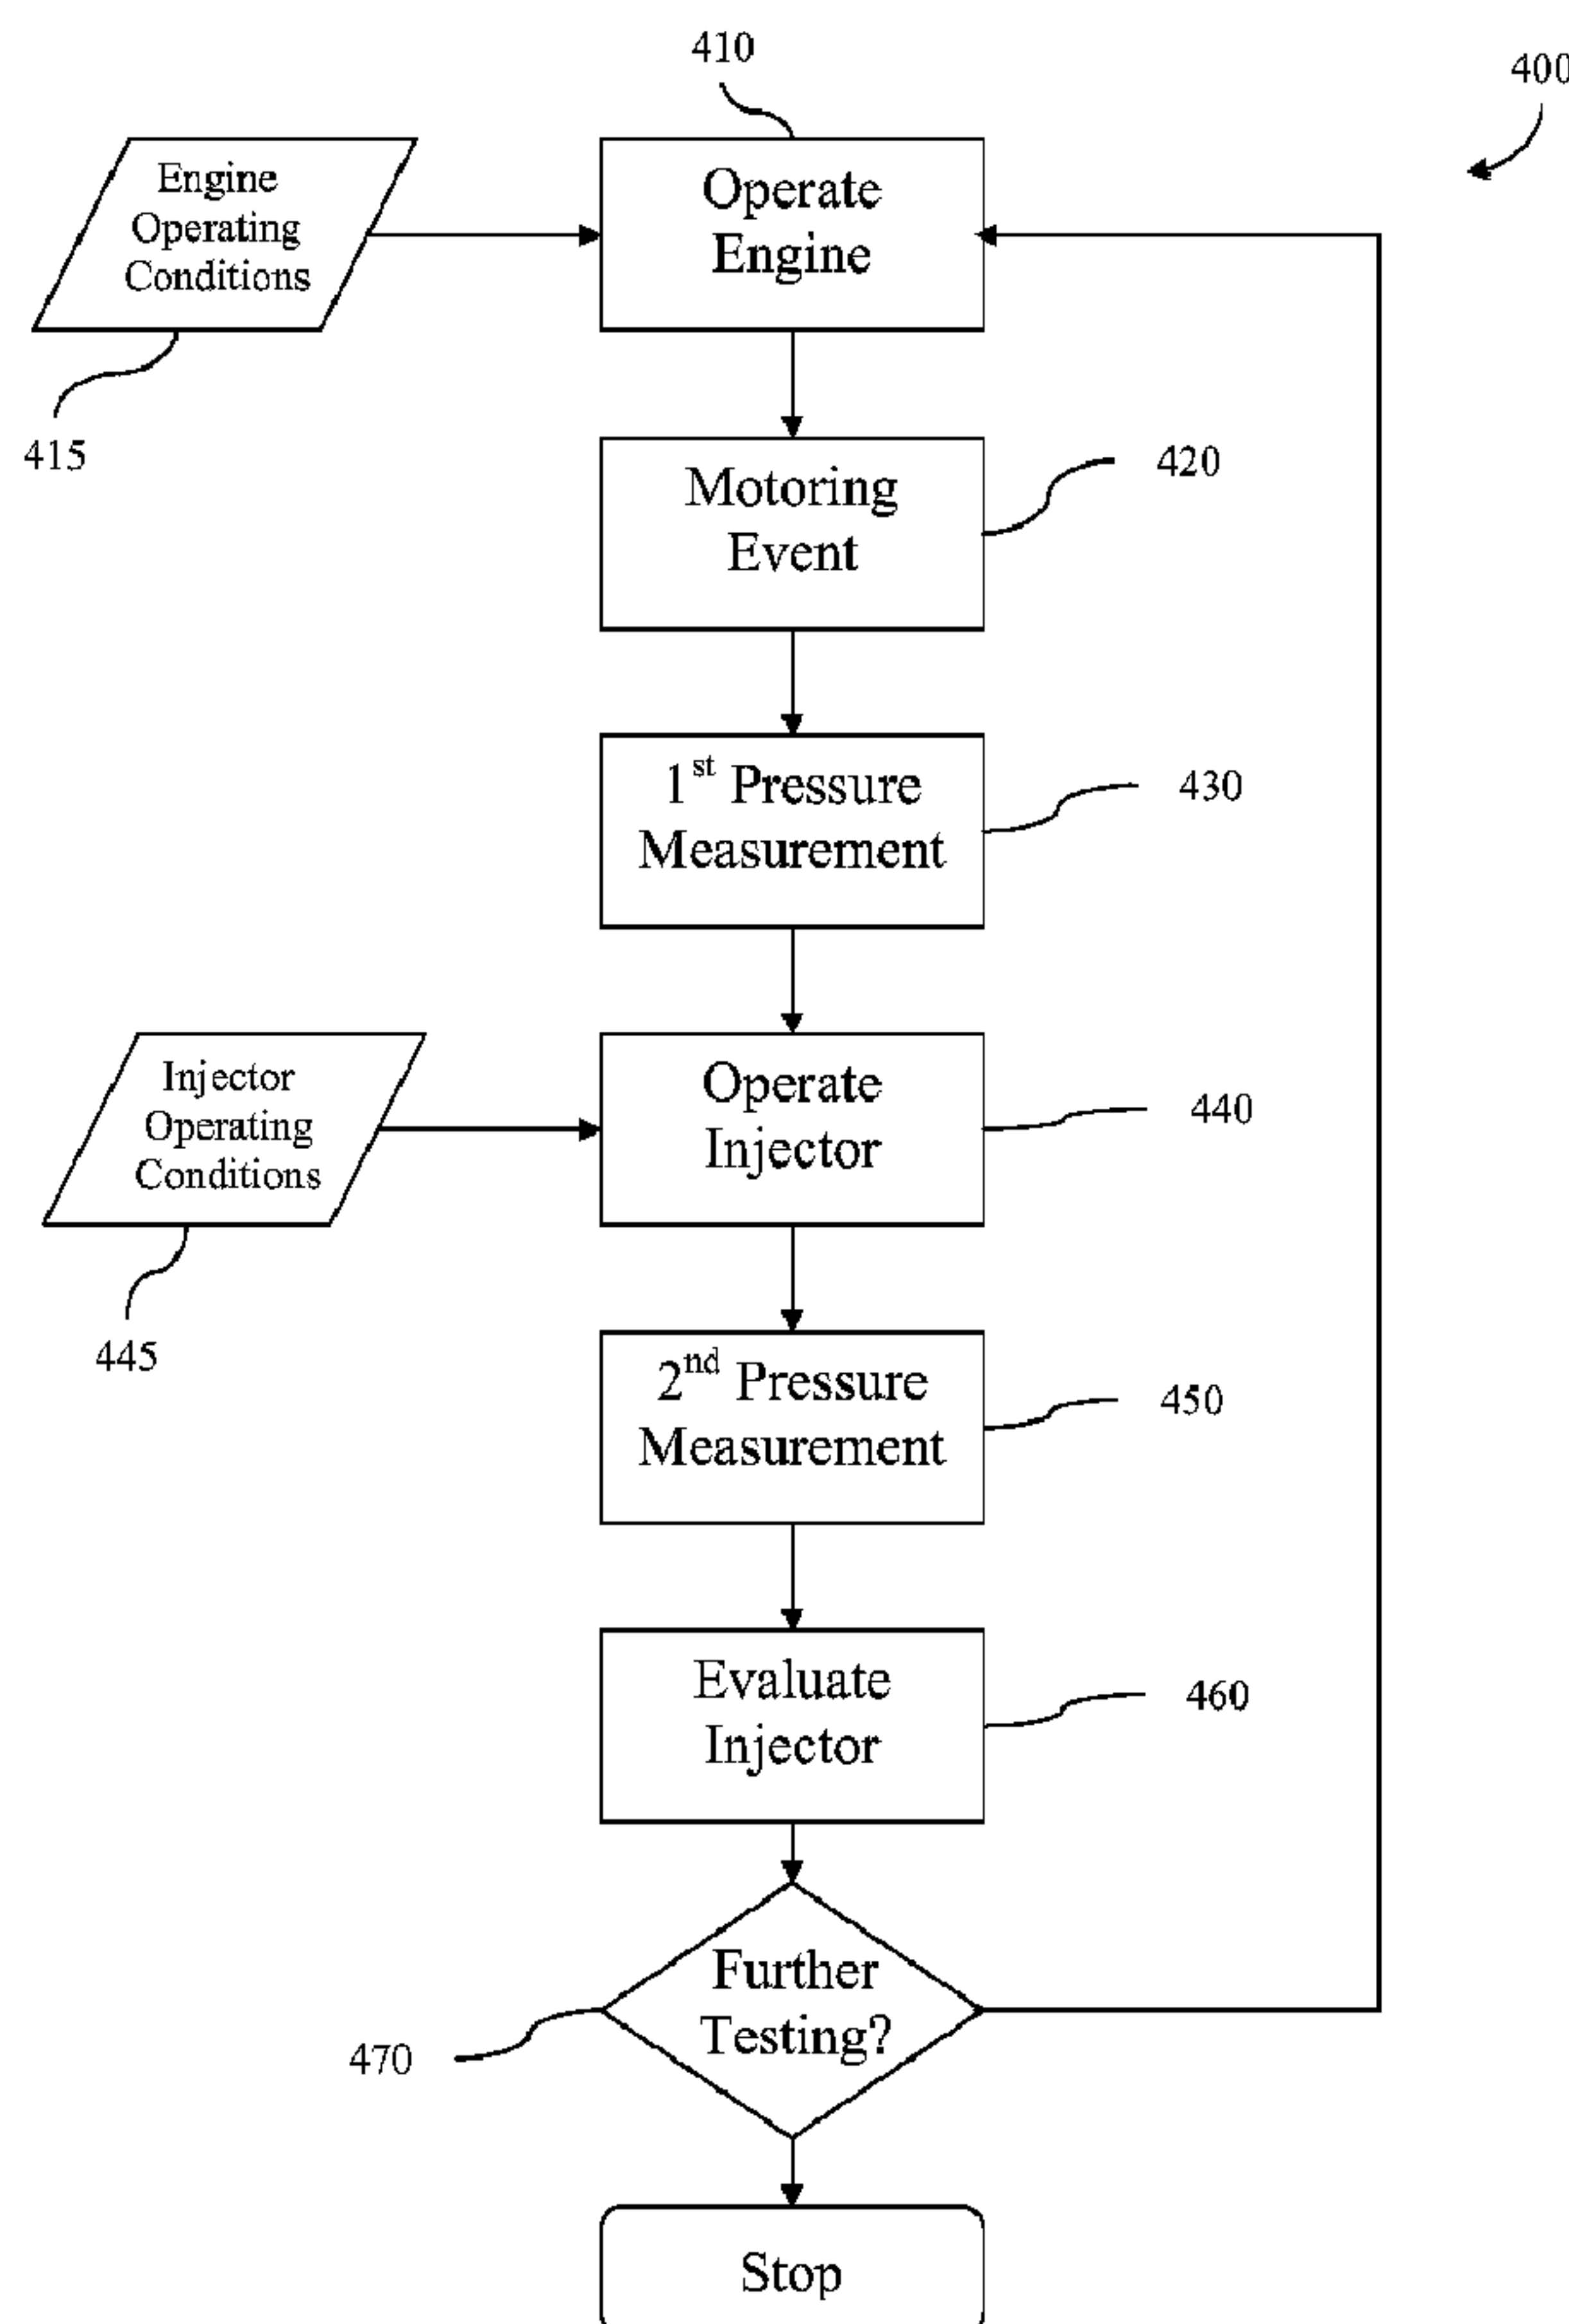 410
400
Engine
Operating
Conditions
Operate
Engine
415
Motoring
Event
420
1st Pressure
Measurement
430
Injector
Operating
Conditions
Operate
Injector
440
445
2nd Pressure
Measurement
450
Evaluate
Injector
460
Further
Testing?
470
Stop